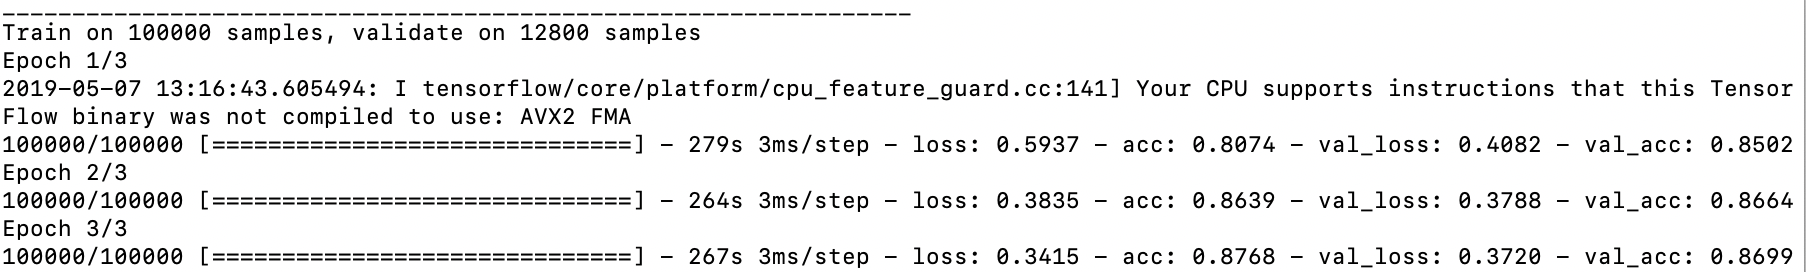 Train on 100000 samples, validate on 12800 samples
Epoch 1/3
2019-05-07 13:16:43.605494: I tensorflow/core/platform/cpu_feature_guard.cc:141] Your CPU supports instructions that this Tensor
Flow binary was not compiled to use: AVX2 FMA
100000/100000 [==============================] - 279s 3ms/step - loss: 0.5937 - acc: 0.8074 - val_loss: 0.4082 - val_acc: 0.8502
Epoch 2/3
100000/100000 [==============================] - 264s 3ms/step - loss: 0.3835 - acc: 0.8639 - val_loss: 0.3788 - val_acc: 0.8664
Epoch 3/3
100000/100000 [==============================] - 267s 3ms/step - loss: 0.3415 - acc: 0.8768 - val_loss: 0.3720 - val_acc: 0.8699